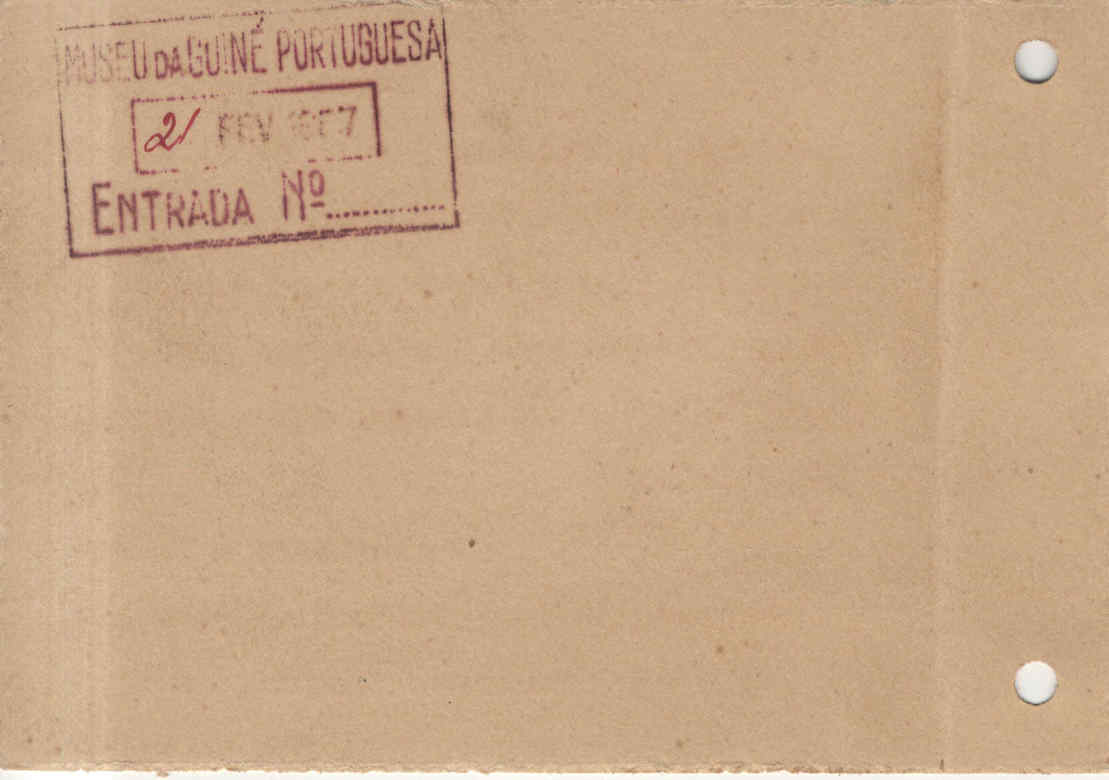 MUSEU DA GUINÉ PORTUGUESA
21 FEV 1957
ENTRADA Nº